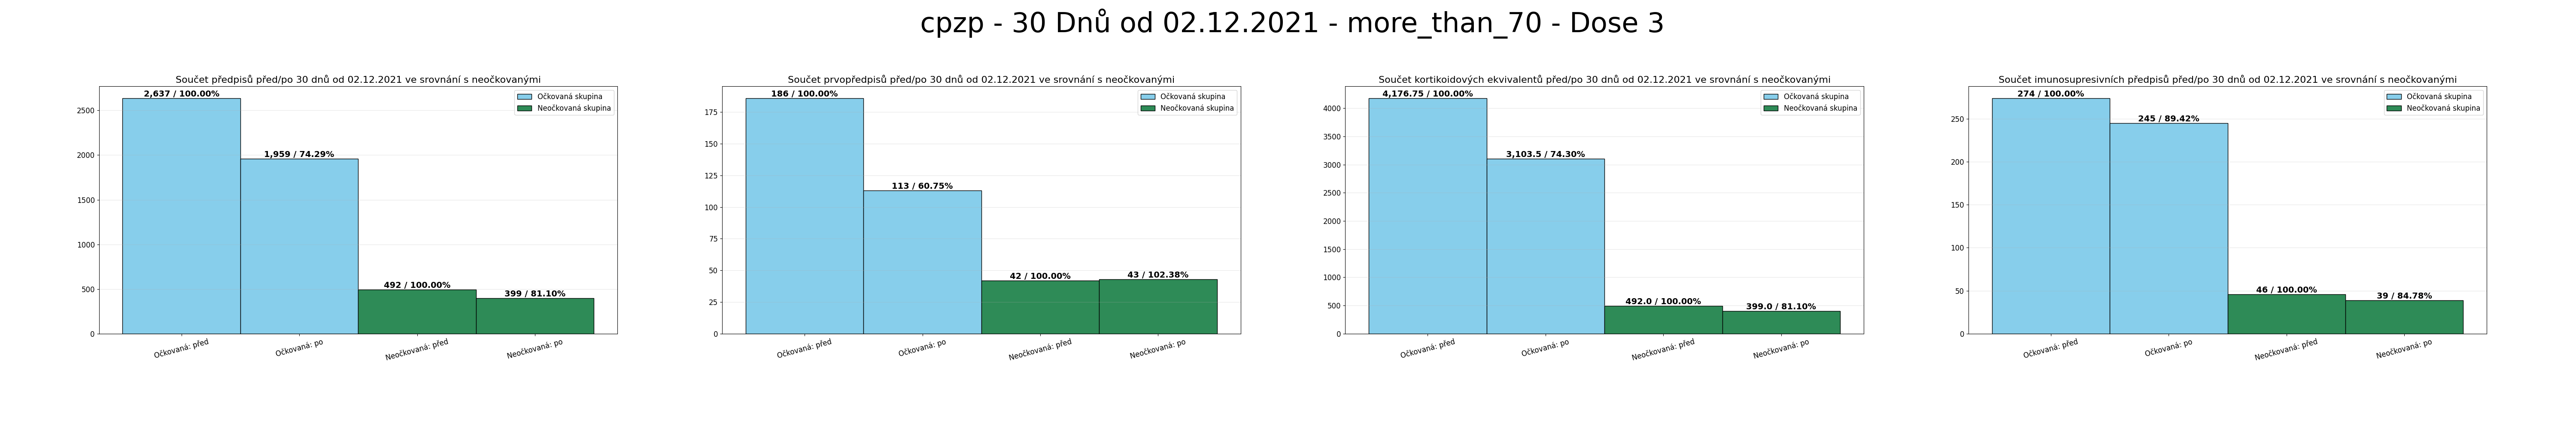 cpzp - 30 Dnů od 02.12.2021 - more_than_70 - Dose 3
Součet předpisů před/po 30 dnů od 02.12.2021 ve srovnání s neočkovanými
2,637 / 100.00%
1,959 / 74.29%
492 / 100.00%
399 / 81.10%
Očkovaná skupina
Neočkovaná skupina
2500
2000
1500
1000
500
0
Očkovaná: před
Očkovaná: po
Neočkovaná: před
Neočkovaná: po
Součet prvopředpisů před/po 30 dnů od 02.12.2021 ve srovnání s neočkovanými
186 / 100.00%
113 / 60.75%
42 / 100.00%
43 / 102.38%
Očkovaná skupina
Neočkovaná skupina
175
150
125
100
75
50
25
0
Očkovaná: před
Očkovaná: po
Neočkovaná: před
Neočkovaná: po
Součet kortikoidových ekvivalentů před/po 30 dnů od 02.12.2021 ve srovnání s neočkovanými
4,176.75 / 100.00%
3,103.5 / 74.30%
492.0 / 100.00%
399.0 / 81.10%
Očkovaná skupina
Neočkovaná skupina
4000
3500
3000
2500
2000
1500
1000
500
0
Očkovaná: před
Očkovaná: po
Neočkovaná: před
Neočkovaná: po
Součet imunosupresivních předpisů před/po 30 dnů od 02.12.2021 ve srovnání s neočkovanými
274 / 100.00%
245 / 89.42%
46 / 100.00%
39 / 84.78%
Očkovaná skupina
Neočkovaná skupina
250
200
150
100
50
0
Očkovaná: před
Očkovaná: po
Neočkovaná: před
Neočkovaná: po